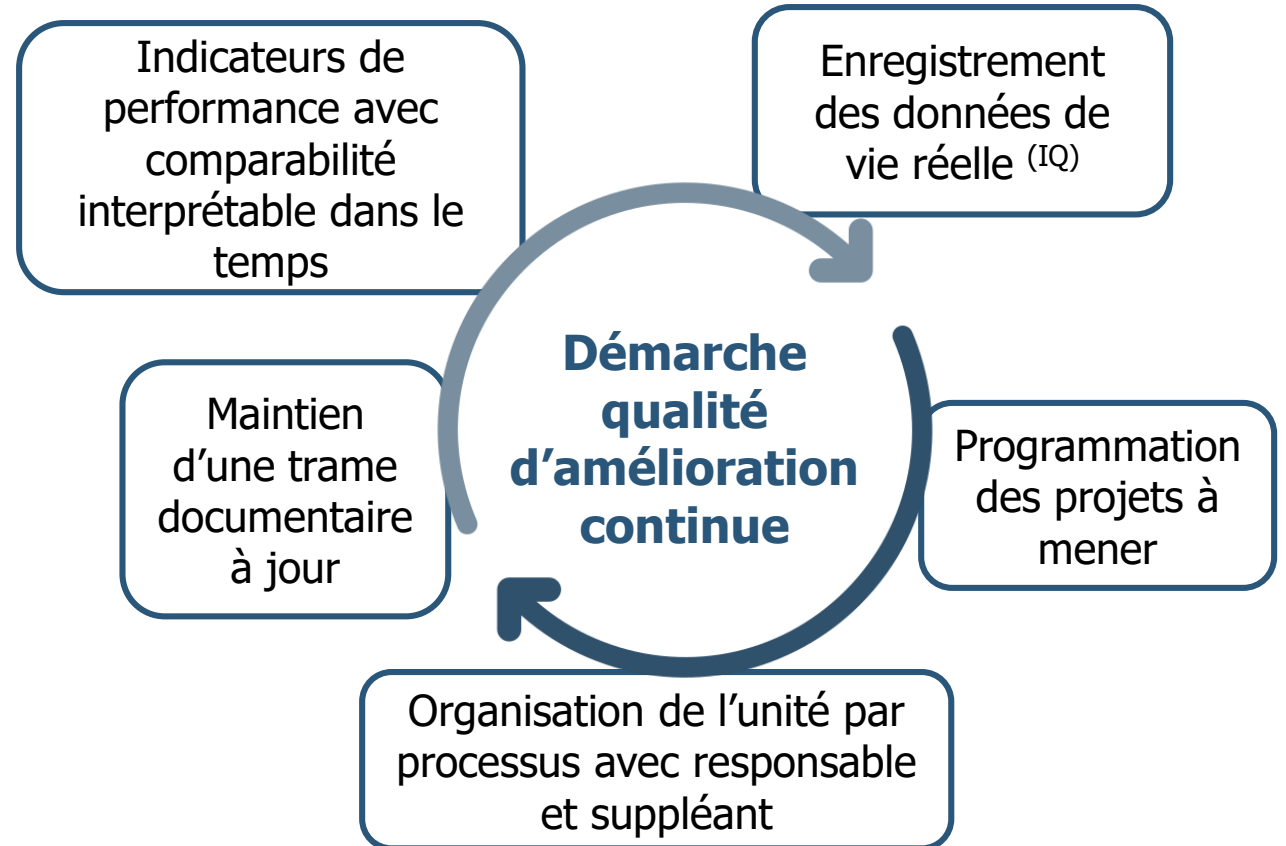 Indicateurs de
performance avec
comparabilité
interprétable dans le
temps
Enregistrement
des données de
vie réelle (IQ)
Démarche
qualité
d’amélioration
continue
Maintien
d’une trame
documentaire
à jour
Programmation
des projets à
mener
Organisation de l’unité par
processus avec responsable
et suppléant